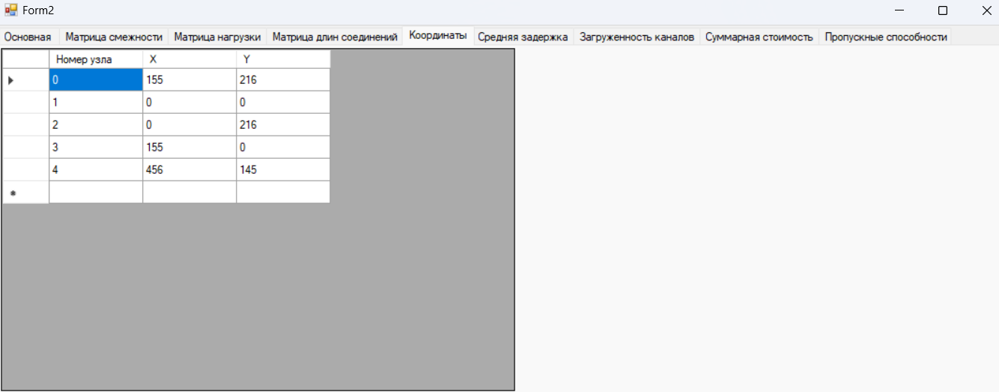 Form2
Основная Матрица смежности Матрица нагрузки Матрица длин соединений Координаты Средняя задержка Загруженность каналов Суммарная стоимость Пропускные способности
Номер узла X Y
0 155 216
1 0 0
2 0 216
3 155 0
4 456 145